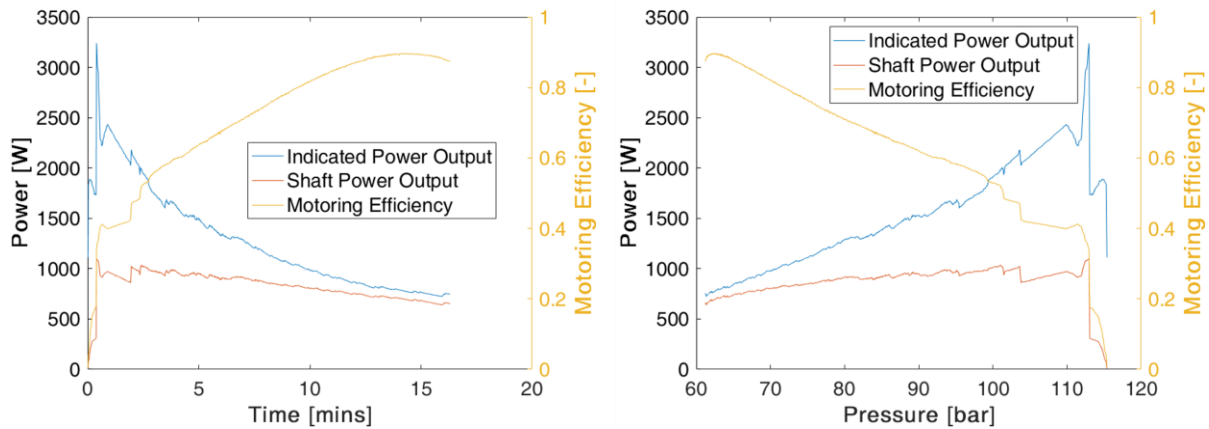 3500
3000
2500
2000
1500
1000
500
0
Power [W]
0 5 10 15 20
Time [mins]
1
0.8
0.6
0.4
0.2
0
Motoring Efficiency [-]
Indicated Power Output
Shaft Power Output
Motoring Efficiency
3500
3000
2500
2000
1500
1000
500
0
Power [W]
60 70 80 90 100 110 120
Pressure [bar]
1
0.8
0.6
0.4
0.2
0
Motoring Efficiency [-]
Indicated Power Output
Shaft Power Output
Motoring Efficiency